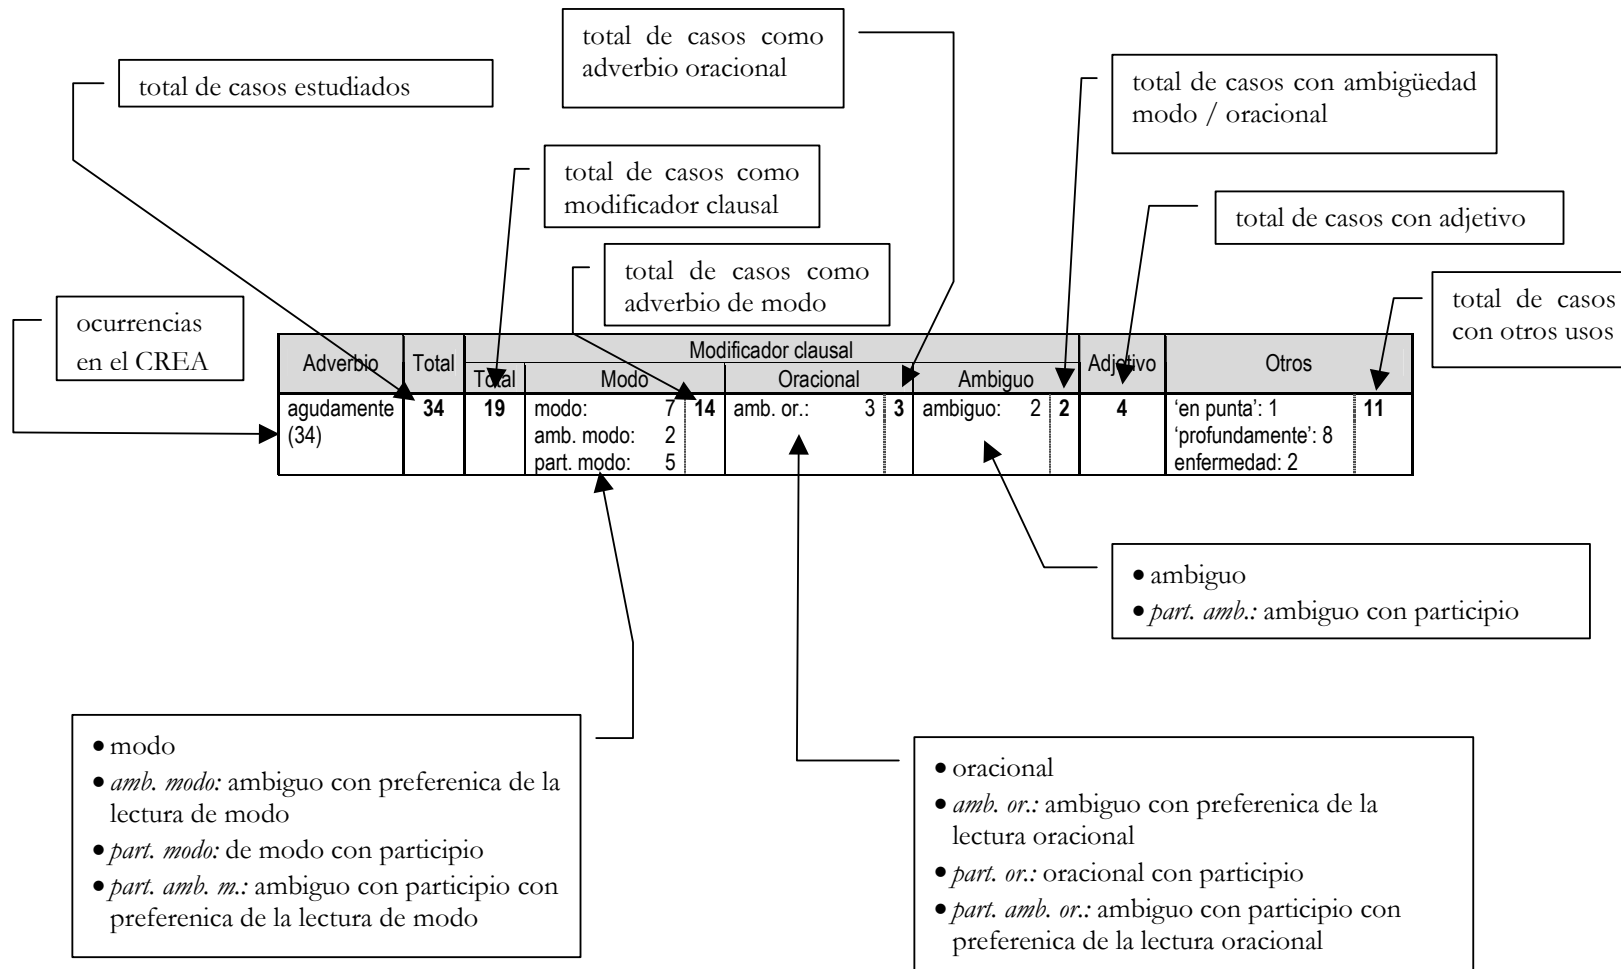 total de casos como
adverbio oracional
total de casos estudiados
total de casos con ambigüedad
modo / oracional
total de casos como
modificador clausal
total de casos con adjetivo
total de casos como
adverbio de modo
ocurrencias
en el CREA
total de casos
con otros usos
Adverbio Total Modificador clausal Adjetivo Otros
Total Modo Oracional Ambiguo
agudamente 34 19 modo: 7 14 amb. or.: 3 3 ambiguo: 2 2 4 ‘en punta’: 1 11
(34) amb. modo: 2 ‘profundamente’: 8
part. modo: 5 enfermedad: 2
• ambiguo
• part. amb.: ambiguo con participio
• modo
• amb. modo: ambiguo con preferenica de la
lectura de modo
• part. modo: de modo con participio
• part. amb. m.: ambiguo con participio con
preferenica de la lectura de modo
• oracional
• amb. or.: ambiguo con preferenica de la
lectura oracional
• part. or.: oracional con participio
• part. amb. or.: ambiguo con participio con
preferenica de la lectura oracional